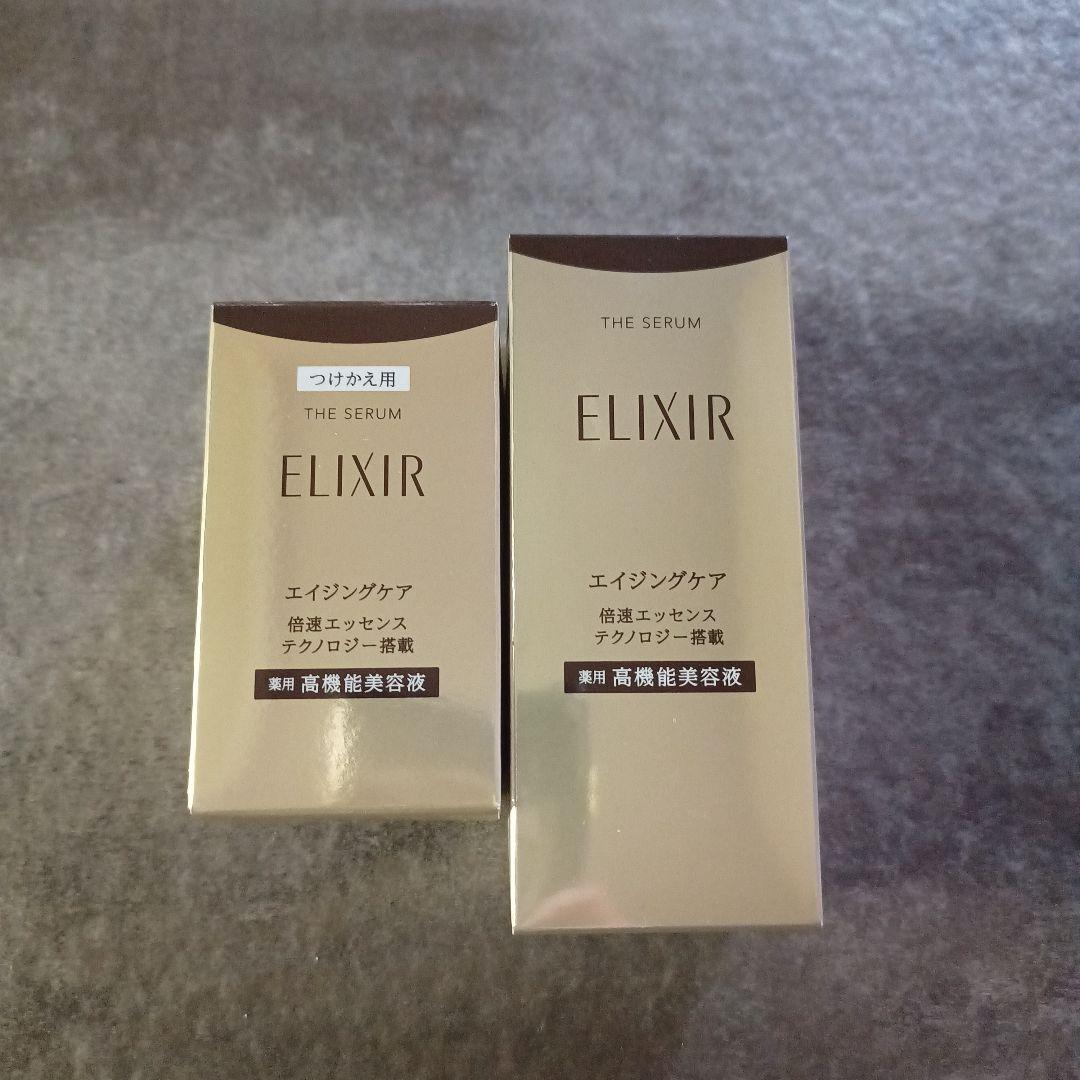 つけかえ用
THE SERUM
ELIXIR
エイジングケア
倍速エッセンス
テクノロジー搭載
薬用 高機能美容液
THE SERUM
ELIXIR
エイジングケア
倍速エッセンス
テクノロジー搭載
薬用 高機能美容液